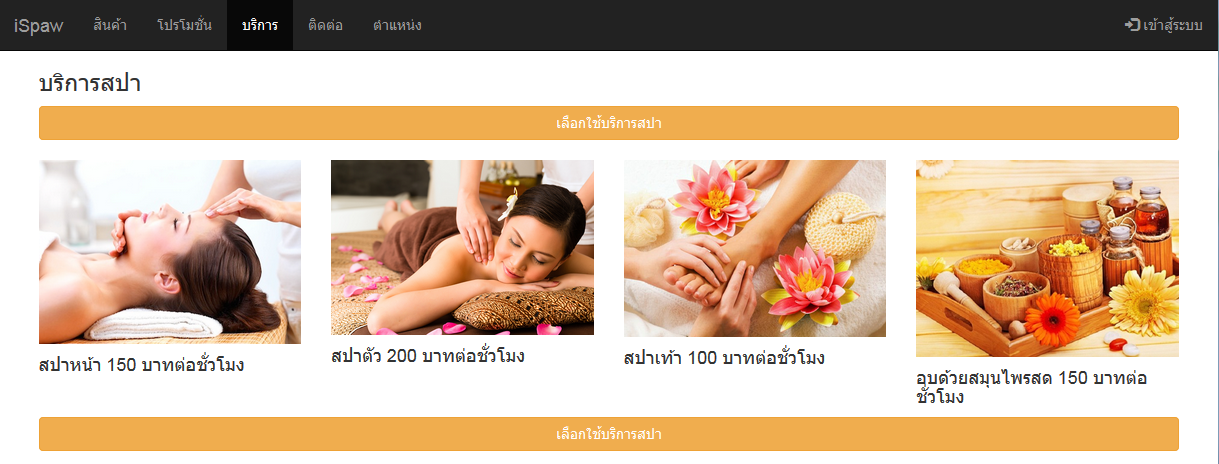 iSpaw สินค้า โปรโมชั่น บริการ ติดต่อ ตำแหน่ง เข้าสู้ระบบ
บริการสปา
เลือกใช้บริการสปา
สปาหน้า 150 บาทต่อชั่วโมง
สปาตัว 200 บาทต่อชั่วโมง
สปาเท้า 100 บาทต่อชั่วโมง
อบด้วยสมุนไพรสด 150 บาทต่อ
ชั่วโมง
เลือกใช้บริการสปา